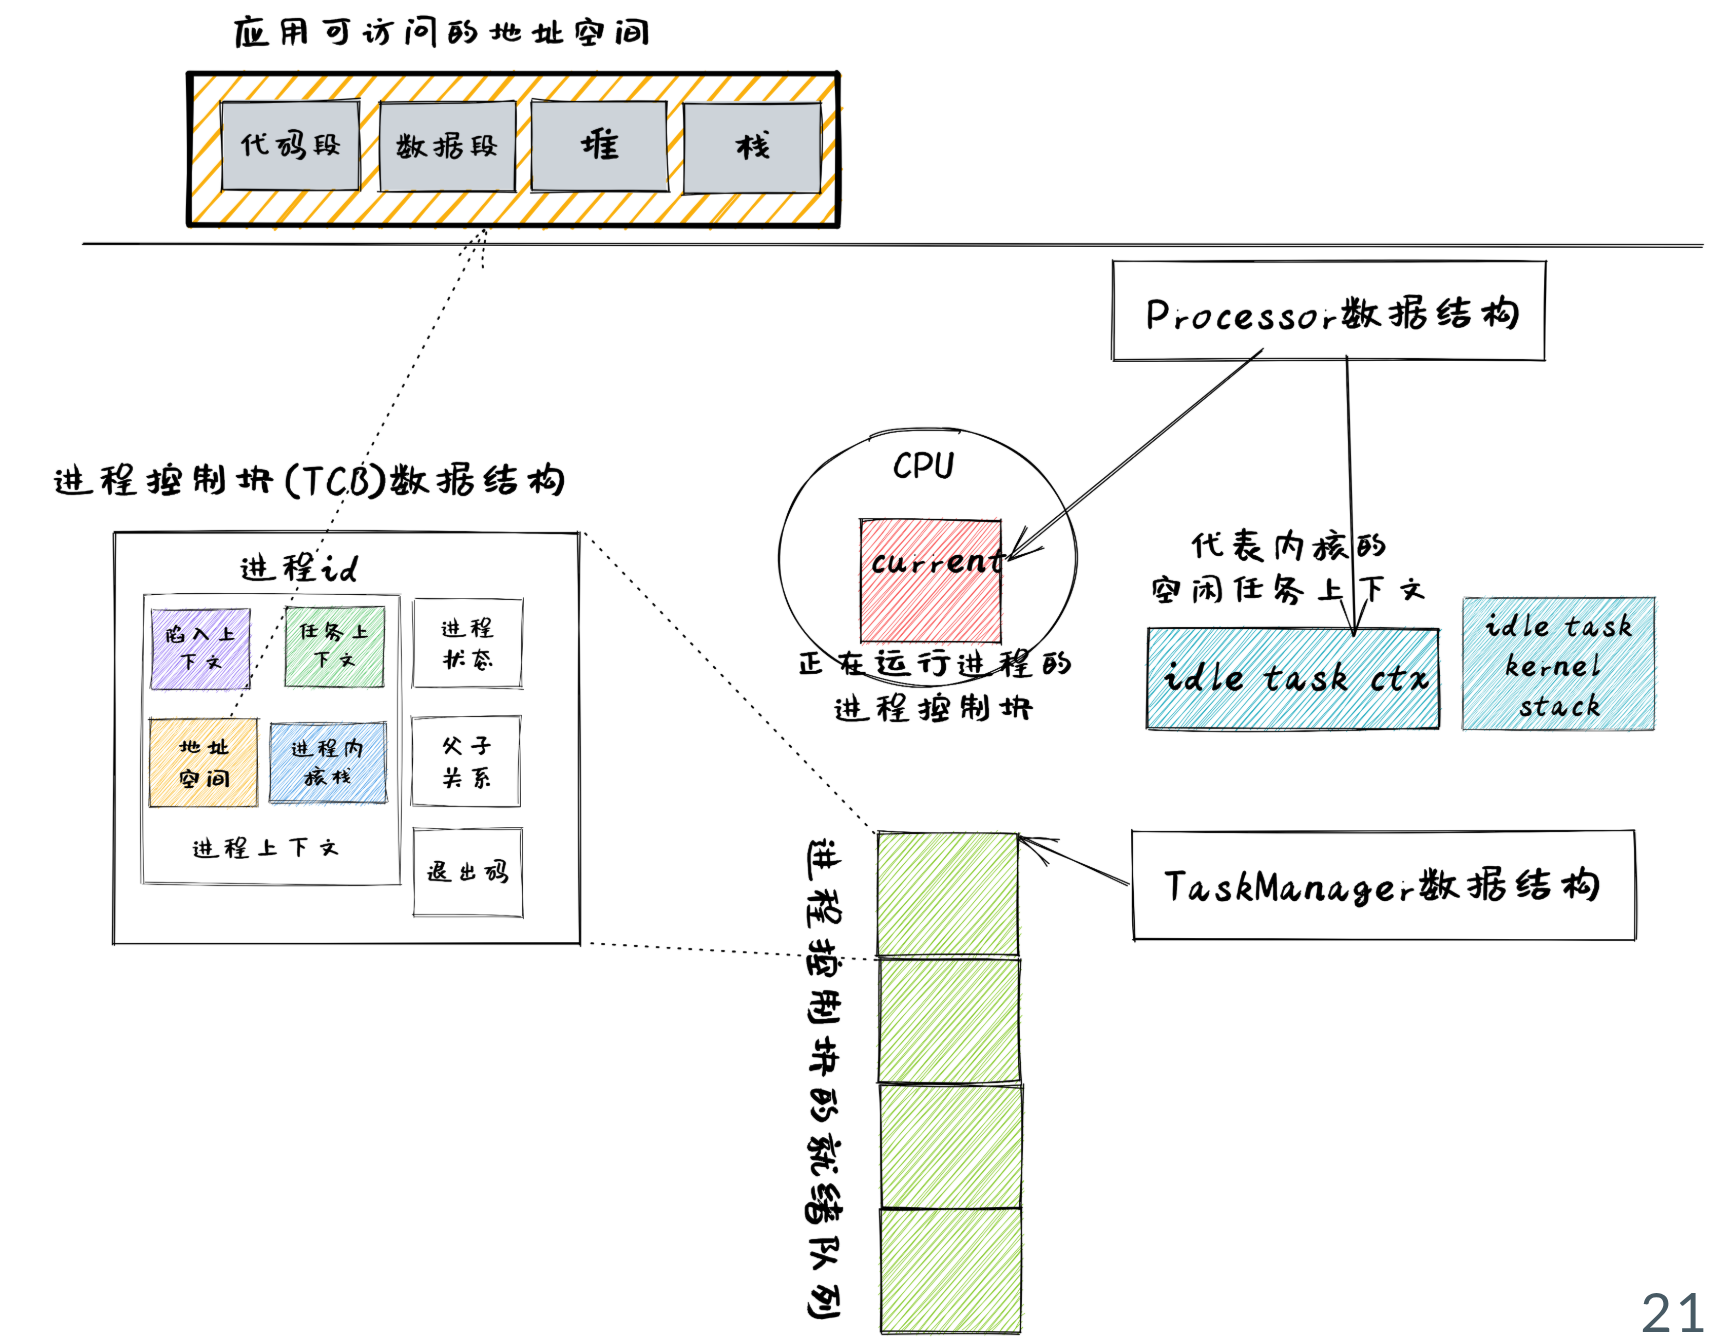 应用可访问的地址空间
代码段
数据段
堆
栈
Processor数据结构
进程控制块(TCB)数据结构
进程id
陷入上
下文
任务上
下文
进程
状态
地址
空间
进程内
核栈
父子
关系
进程上下文
退出码
CPU
current
正在运行进程的
进程控制块
代表内核的
空闲任务上下文
idle task ctx
idle task
kernel
stack
进程控制块的就绪队列
TaskManager数据结构
21